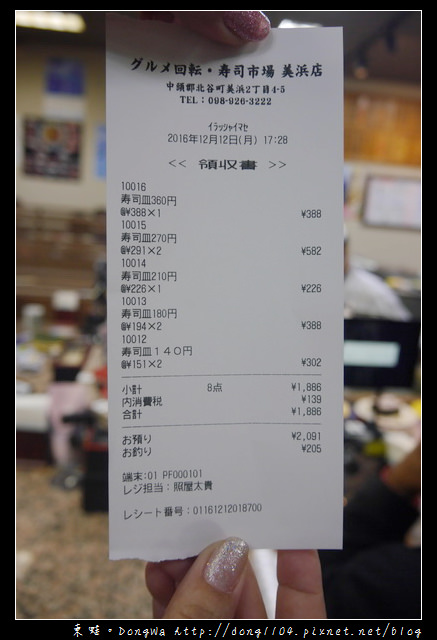 グルメ回転・寿司市場 美浜店
中頭郡北谷町美浜2丁目4-5
TEL:098-926-3222
ｲﾗｯｼｬｲﾏｾ
2016年12月12日(月) 17:28
<< 領収書 >>
10016
寿司皿360円
@¥388×1 ¥388
10015
寿司皿270円
@¥291×2 ¥582
10014
寿司皿210円
@¥226×1 ¥226
10013
寿司皿180円
@¥194×2 ¥388
10012
寿司皿１４０円
@¥151×2 ¥302
小計 8点 ¥1,886
内消費税 ¥139
合計 ¥1,886
お預り ¥2,091
お釣り ¥205
端末:01 PF000101
レジ担当:照屋太貴
レシート番号:01161212018700
東蛙。DongWa http://dong1104.pixnet.net/blog